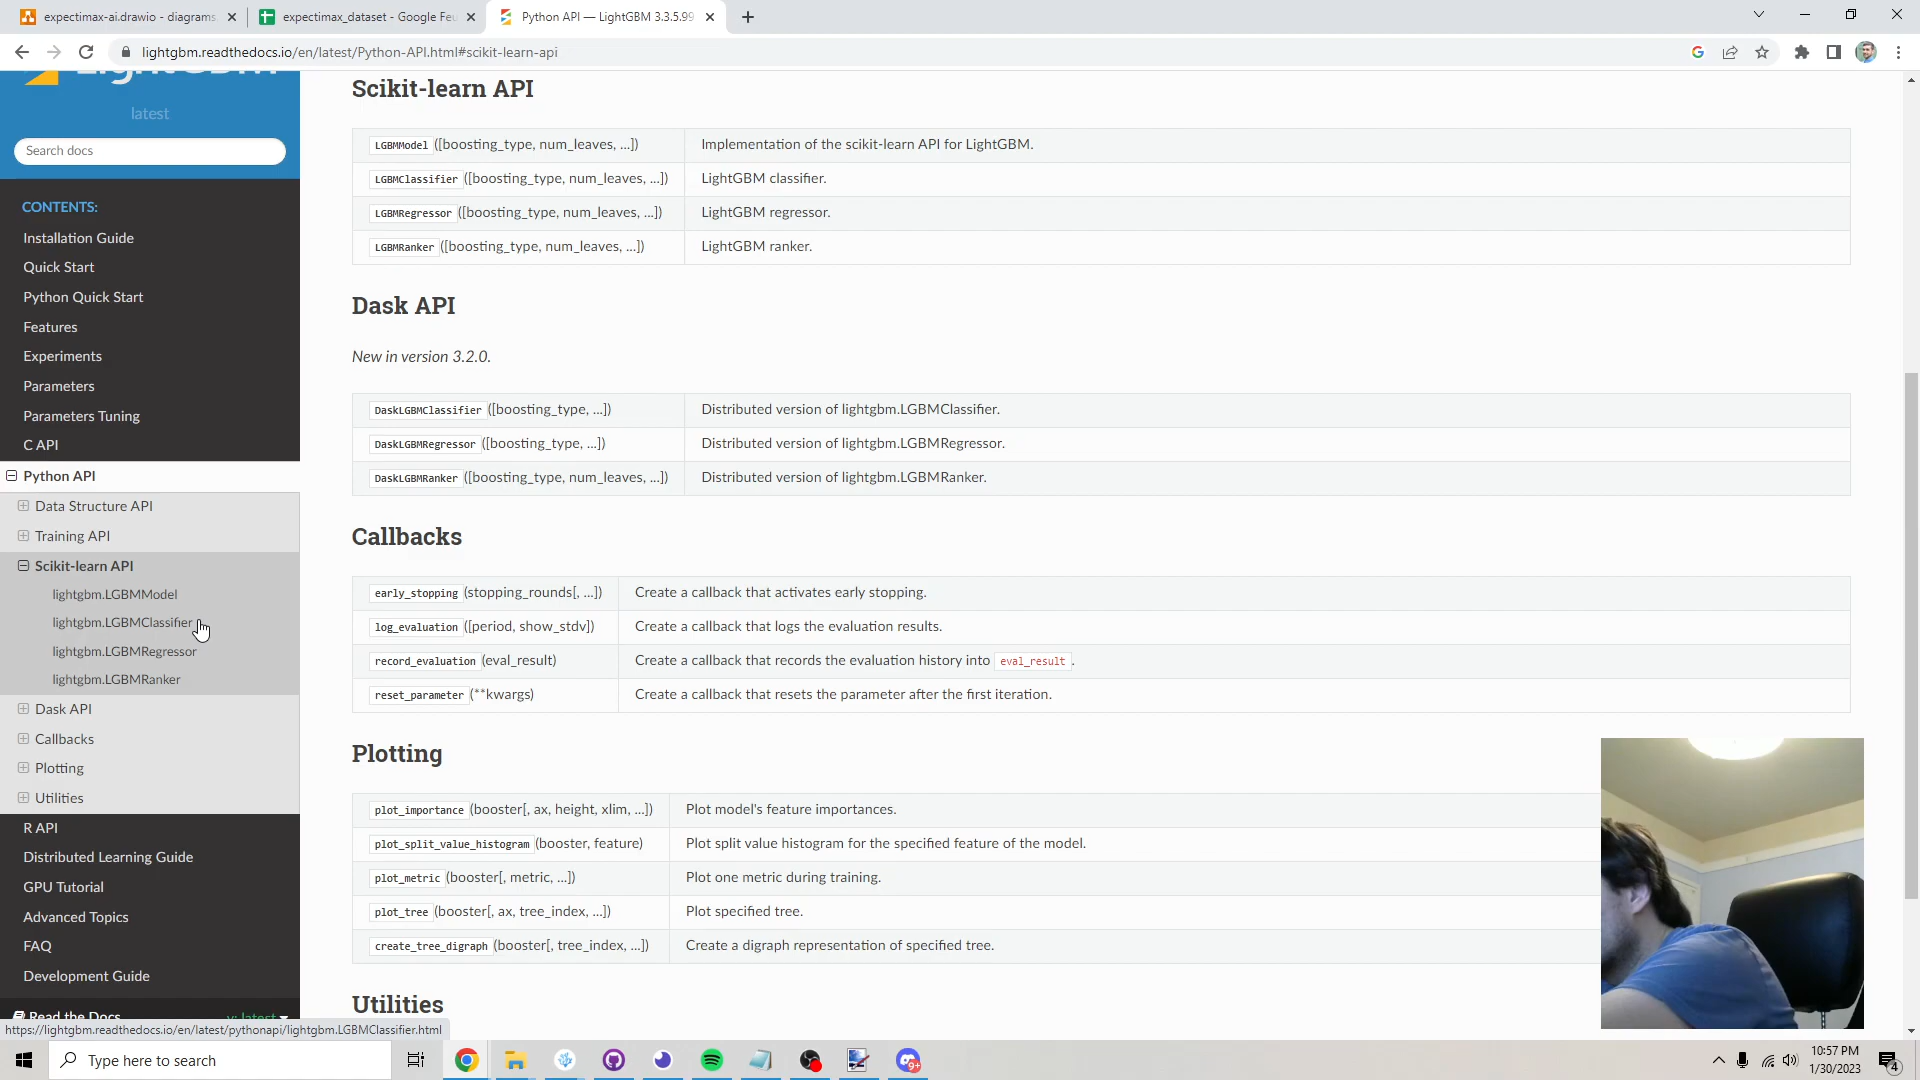 expectimax-ai.drawio - diagrams.
expectimax_dataset - Google
Python API — LightGBM 3.3.5.99
lightgbm.readthedocs.io/en/latest/Python-API.html#scikit-learn-api
latest
Search docs
CONTENTS:
Installation Guide
Quick Start
Python Quick Start
Features
Experiments
Parameters
Parameters Tuning
C API
Python API
Data Structure API
Training API
Scikit-learn API
lightgbm.LGBMModel
lightgbm.LGBMClassifier
lightgbm.LGBMRegressor
lightgbm.LGBMRanker
Dask API
Callbacks
Plotting
Utilities
R API
Distributed Learning Guide
GPU Tutorial
Advanced Topics
FAQ
Development Guide
Read the Docs v: latest
https://lightgbm.readthedocs.io/en/latest/pythonapi/lightgbm.LGBMClassifier.html
Scikit-learn API
LGBMModel ([boosting_type, num_leaves, ...]) Implementation of the scikit-learn API for LightGBM.
LGBMClassifier ([boosting_type, num_leaves, ...]) LightGBM classifier.
LGBMRegressor ([boosting_type, num_leaves, ...]) LightGBM regressor.
LGBMRanker ([boosting_type, num_leaves, ...]) LightGBM ranker.
Dask API
New in version 3.2.0.
DaskLGBMClassifier ([boosting_type, ...]) Distributed version of lightgbm.LGBMClassifier.
DaskLGBMRegressor ([boosting_type, ...]) Distributed version of lightgbm.LGBMRegressor.
DaskLGBMRanker ([boosting_type, num_leaves, ...]) Distributed version of lightgbm.LGBMRanker.
Callbacks
early_stopping (stopping_rounds[, ...]) Create a callback that activates early stopping.
log_evaluation ([period, show_stdv]) Create a callback that logs the evaluation results.
record_evaluation (eval_result) Create a callback that records the evaluation history into eval_result .
reset_parameter (**kwargs) Create a callback that resets the parameter after the first iteration.
Plotting
plot_importance (booster[, ax, height, xlim, ...]) Plot model's feature importances.
plot_split_value_histogram (booster, feature) Plot split value histogram for the specified feature of the model.
plot_metric (booster[, metric, ...]) Plot one metric during training.
plot_tree (booster[, ax, tree_index, ...]) Plot specified tree.
create_tree_digraph (booster[, tree_index, ...]) Create a digraph representation of specified tree.
Utilities
Type here to search
9+
10:57 PM
1/30/2023
4